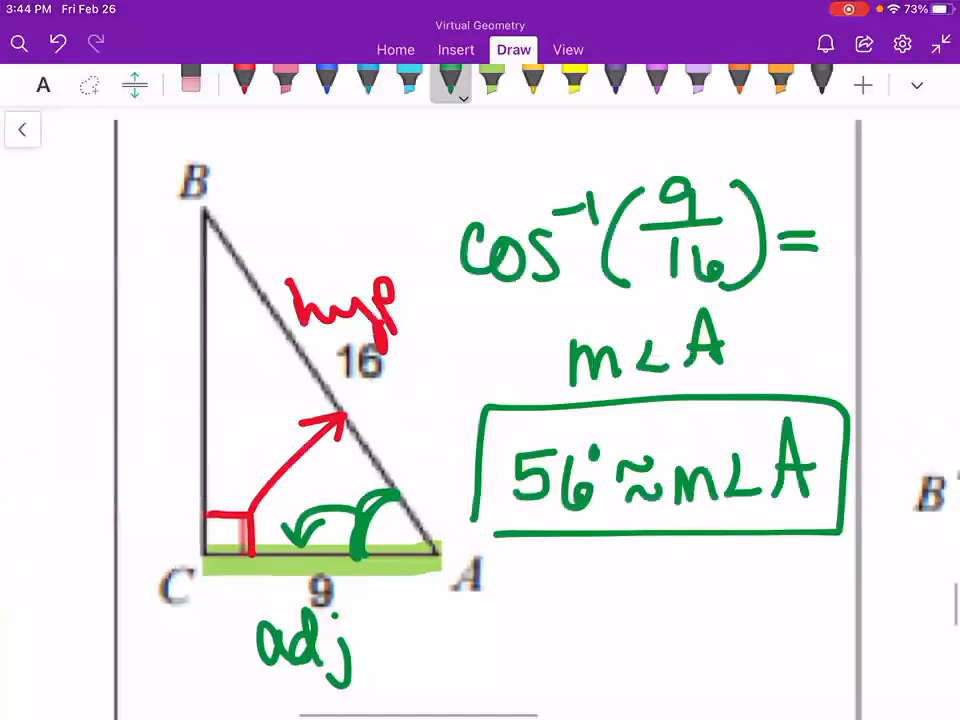 3:44 PM Fri Feb 26
73%
Virtual Geometry
Home Insert Draw View
A
B
hyp
16
C
9
A
adj
cos⁻¹(9/16) =
m∠A
56° ≈ m∠A
B